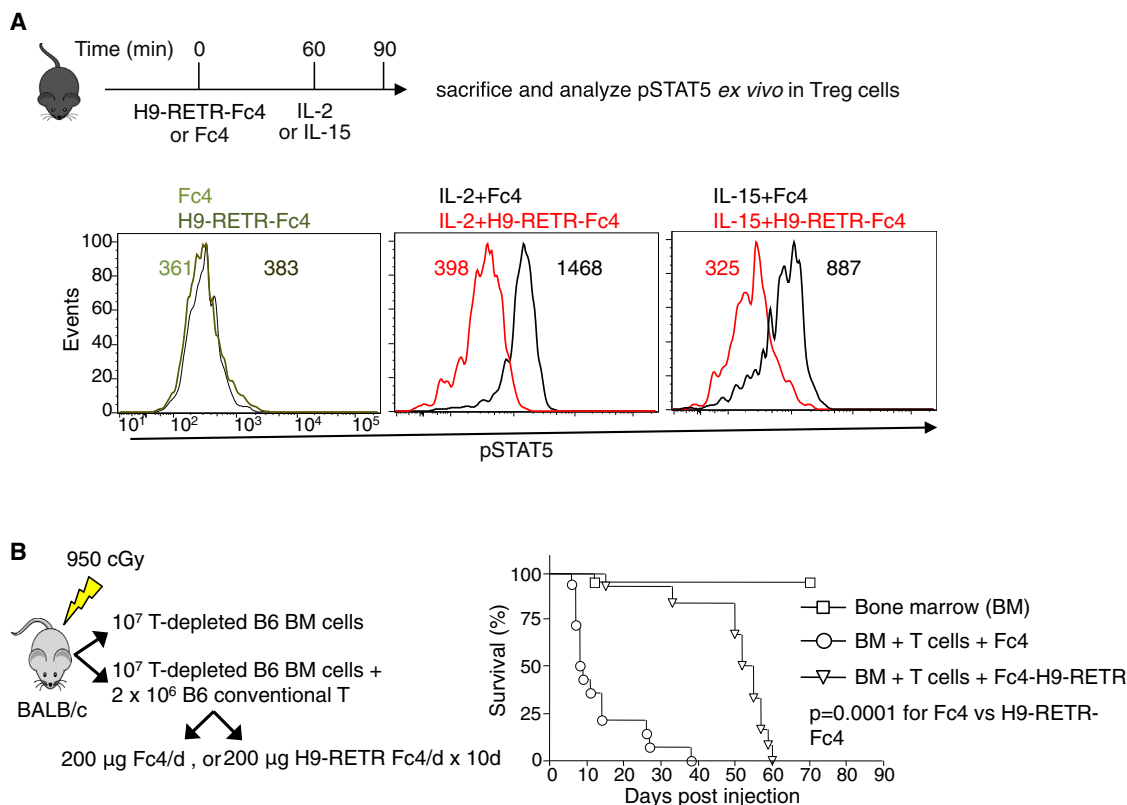 A
Time (min) 0 60 90
H9-RETR-Fc4
or Fc4
IL-2
or IL-15
sacrifice and analyze pSTAT5 ex vivo in Treg cells
Fc4
H9-RETR-Fc4
IL-2+Fc4
IL-2+H9-RETR-Fc4
IL-15+Fc4
IL-15+H9-RETR-Fc4
Events
100
80
60
40
20
0
361 383
398 1468
325 887
10¹ 10² 10³ 10⁴ 10⁵
pSTAT5
B
950 cGy
BALB/c
10⁷ T-depleted B6 BM cells
10⁷ T-depleted B6 BM cells +
2 x 10⁶ B6 conventional T
200 µg Fc4/d , or 200 µg H9-RETR Fc4/d x 10d
Survival (%)
100
75
50
25
0
0 10 20 30 40 50 60 70 80 90
Days post injection
Bone marrow (BM)
BM + T cells + Fc4
BM + T cells + Fc4-H9-RETR
p=0.0001 for Fc4 vs H9-RETR-
Fc4